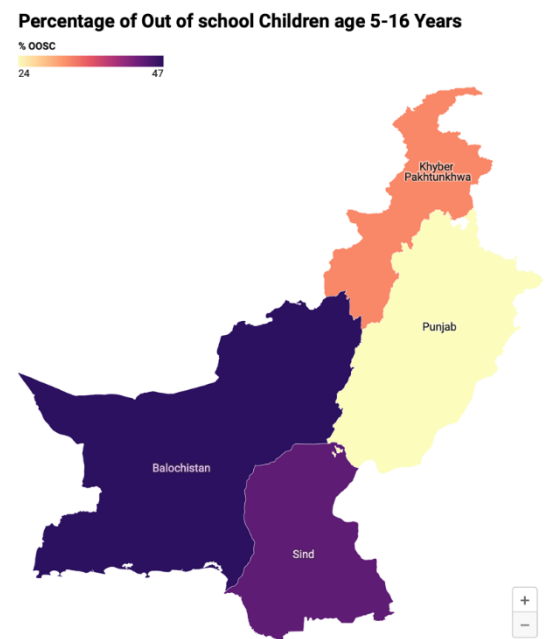 Percentage of Out of school Children age 5-16 Years
% OOSC
24 47
Khyber
Pakhtunkhwa
Punjab
Balochistan
Sind
+
−